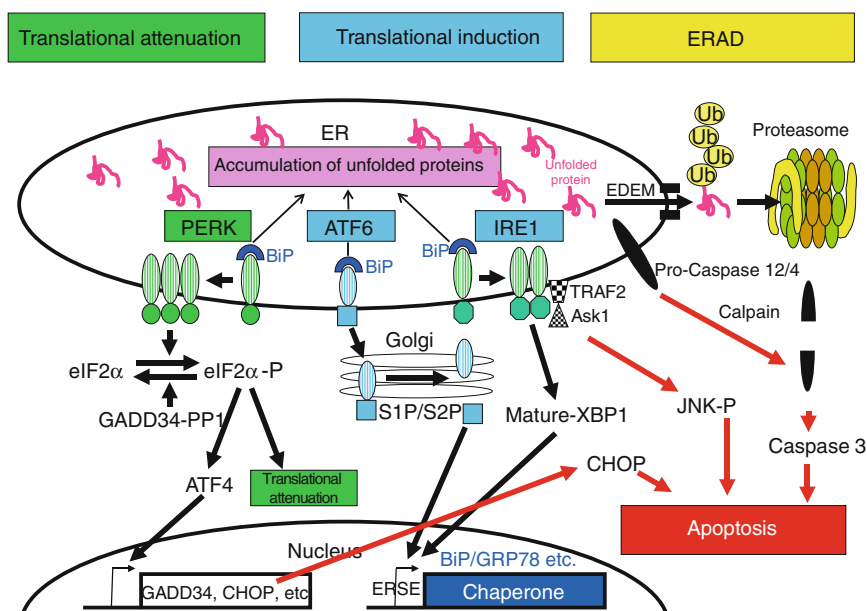 Translational attenuation
Translational induction
ERAD
ER
Accumulation of unfolded proteins
Unfolded
protein
EDEM
Ub
Ub
Ub
Ub
Proteasome
PERK
ATF6
IRE1
BiP
BiP
BiP
Pro-Caspase 12/4
TRAF2
Ask1
Calpain
Golgi
eIF2α
eIF2α-P
GADD34-PP1
S1P/S2P
Mature-XBP1
JNK-P
Caspase 3
CHOP
ATF4
Translational
attenuation
Apoptosis
Nucleus
BiP/GRP78 etc.
GADD34, CHOP, etc
ERSE
Chaperone